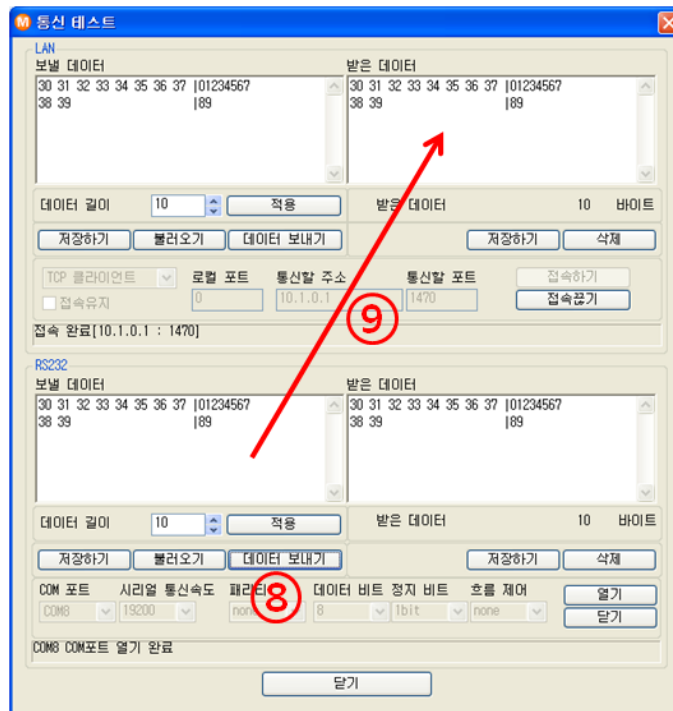 통신 테스트
LAN
보낼 데이터 받은 데이터
30 31 32 33 34 35 36 37 |01234567 30 31 32 33 34 35 36 37 |01234567
38 39 |89 38 39 |89
데이터 길이 10 적용 받은 데이터 10 바이트
저장하기 불러오기 데이터 보내기 저장하기 삭제
TCP 클라이언트 로컬 포트 통신할 주소 통신할 포트 접속하기
접속유지 0 10.1.0.1 1470 접속끊기
⑨
접속 완료[10.1.0.1 : 1470]
RS232
보낼 데이터 받은 데이터
30 31 32 33 34 35 36 37 |01234567 30 31 32 33 34 35 36 37 |01234567
38 39 |89 38 39 |89
데이터 길이 10 적용 받은 데이터 10 바이트
저장하기 불러오기 데이터 보내기 저장하기 삭제
COM 포트 시리얼 통신속도 데이터 비트 정지 비트 흐름 제어 열기
COM8 19200 none 8 1bit none 닫기
⑧
COM8 COM포트 열기 완료
닫기